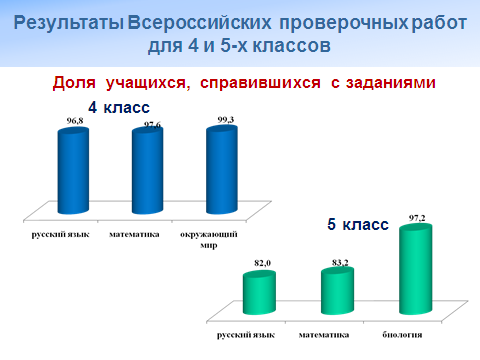 Результаты Всероссийских проверочных работ
для 4 и 5-х классов
Доля учащихся, справившихся с заданиями
4 класс
96,8 97,6 99,3
русский язык математика окружающий
мир
5 класс
82,0 83,2 97,2
русский язык математика биология